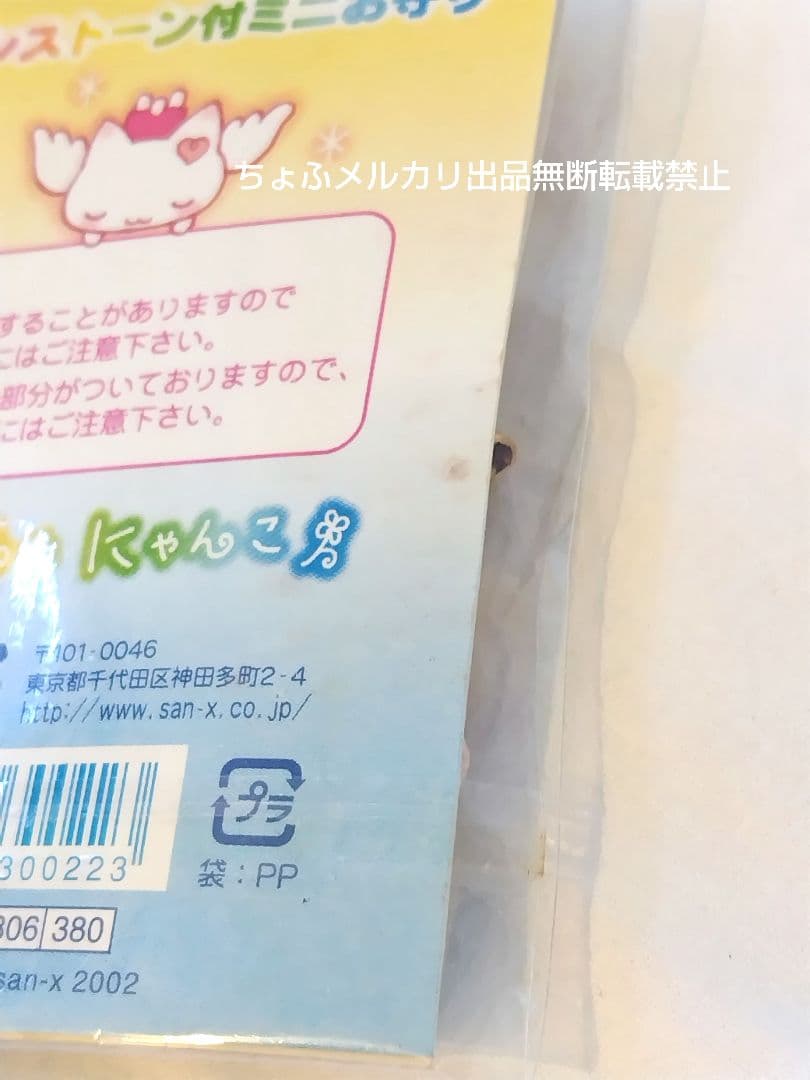 ンストーン付ミニお守り
ちょふメルカリ出品無断転載禁止
することがありますので
にはご注意下さい。
部分がついておりますので、
にはご注意下さい。
にゃんこ
〒101-0046
東京都千代田区神田多町2-4
http://www.san-x.co.jp/
プラ
300223
袋：PP
306 380
san-x 2002